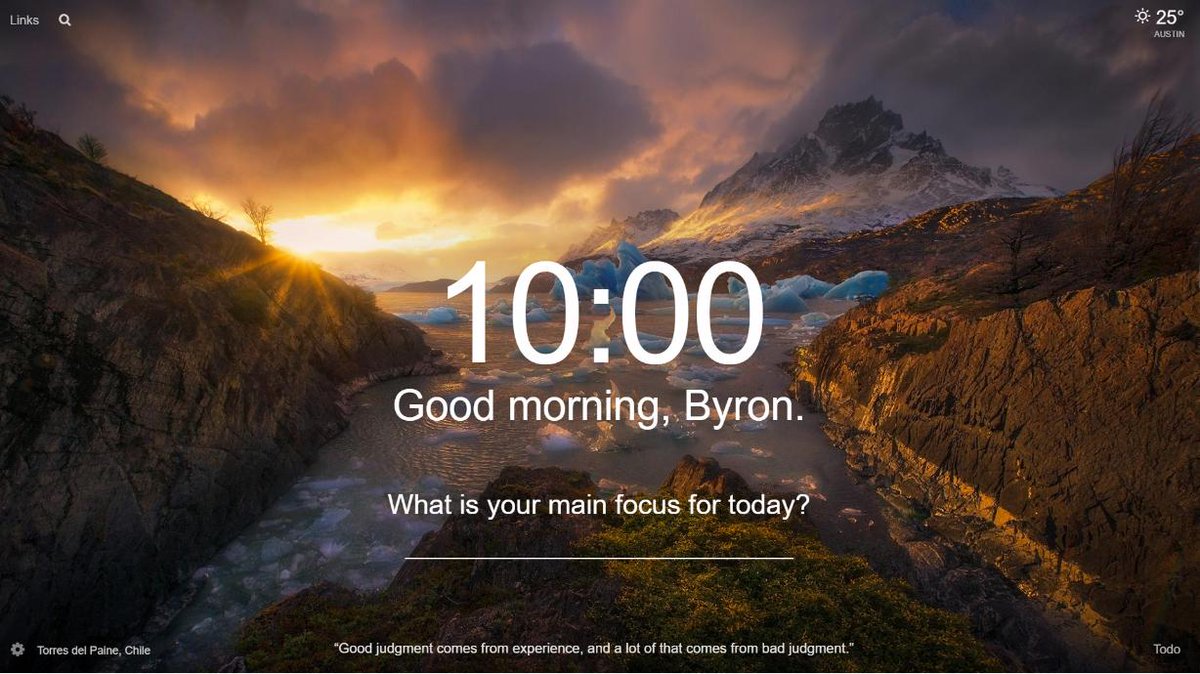 Links
25°
AUSTIN
10:00
Good morning, Byron.
What is your main focus for today?
Torres del Paine, Chile
“Good judgment comes from experience, and a lot of that comes from bad judgment.”
Todo